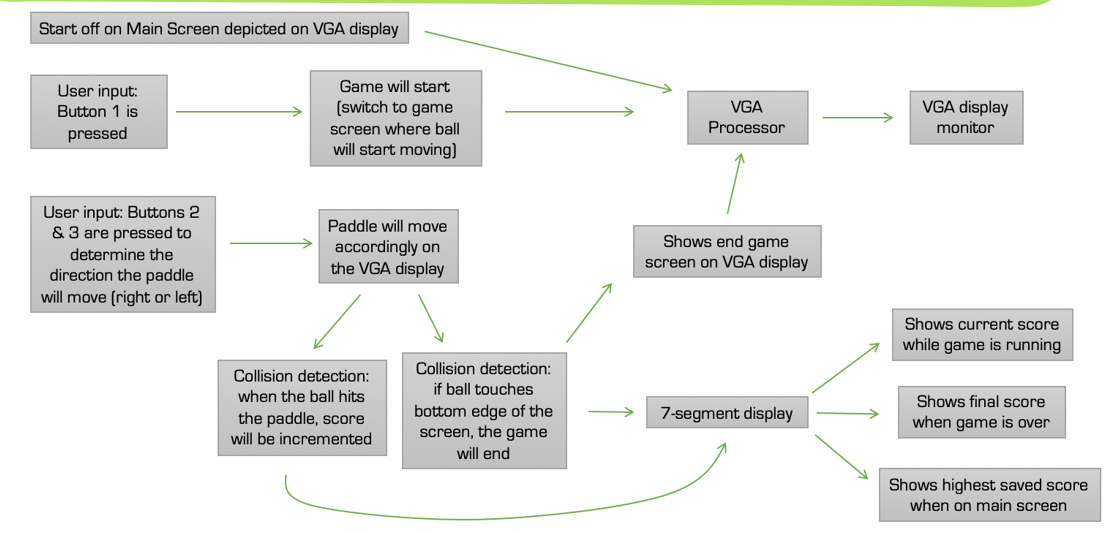 Start off on Main Screen depicted on VGA display
User input:
Button 1 is
pressed
Game will start
(switch to game
screen where ball
will start moving)
VGA
Processor
VGA display
monitor
User input: Buttons 2
& 3 are pressed to
determine the
direction the paddle
will move (right or left)
Paddle will move
accordingly on
the VGA display
Shows end game
screen on VGA display
Collision detection:
when the ball hits
the paddle, score
will be incremented
Collision detection:
if ball touches
bottom edge of the
screen, the game
will end
7-segment display
Shows current score
while game is running
Shows final score
when game is over
Shows highest saved score
when on main screen